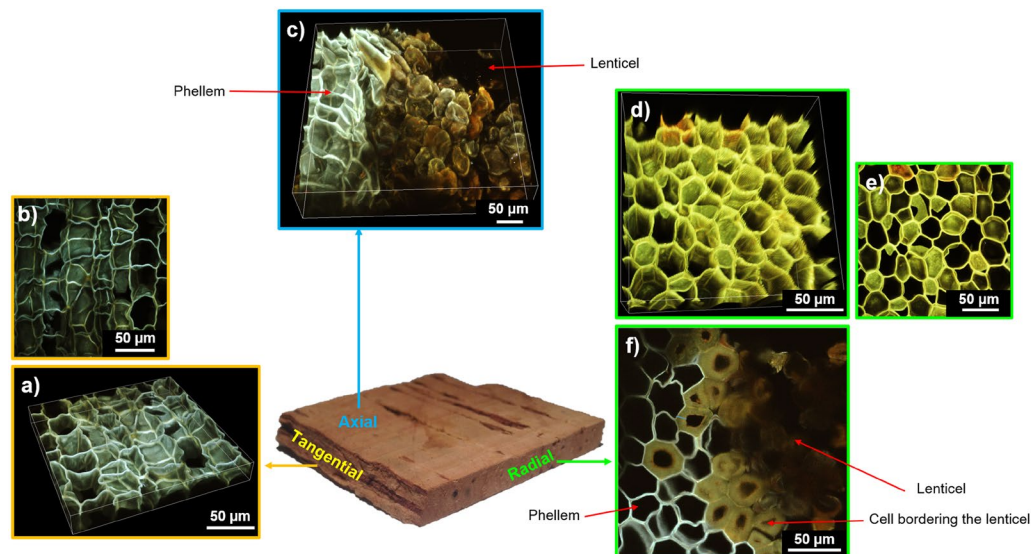 c)
Phellem
Lenticel
50 µm
d)
50 µm
e)
50 µm
b)
50 µm
a)
50 µm
Axial
Tangential
Radial
f)
Phellem
Lenticel
Cell bordering the lenticel
50 µm